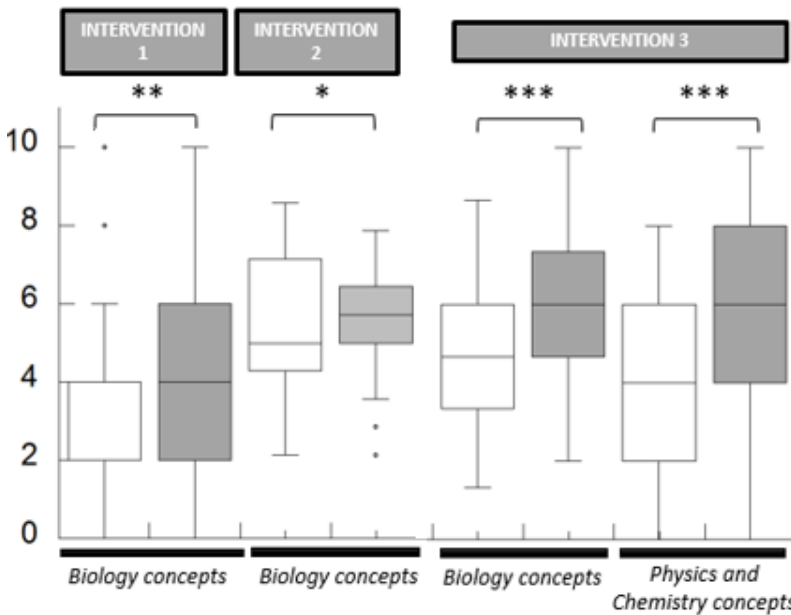 INTERVENTION
1
INTERVENTION
2
INTERVENTION 3
**
*
***
***
10
8
6
4
2
0
Biology concepts
Biology concepts
Biology concepts
Physics and
Chemistry concepts